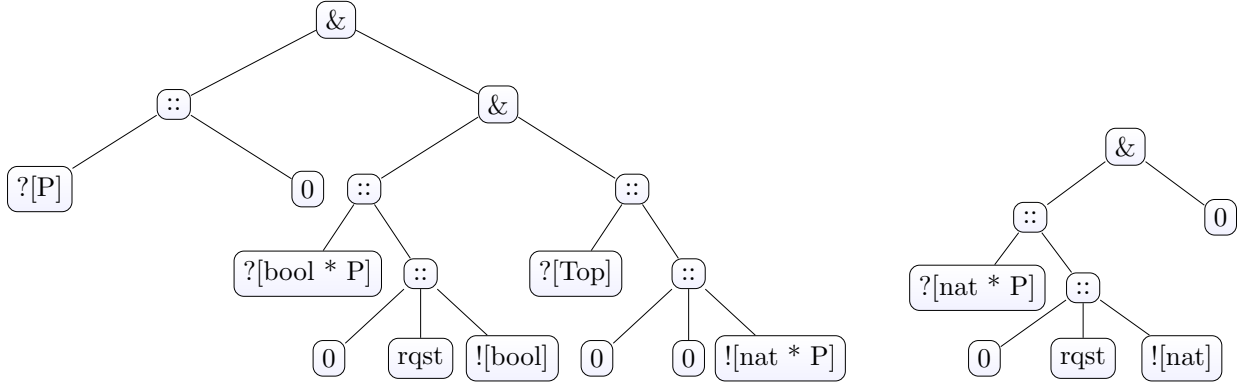 &
:: &
?[P] 0 :: ::
?[bool * P] :: ?[Top] ::
0 rqst ![bool] 0 0 ![nat * P]
&
:: 0
?[nat * P] ::
0 rqst ![nat]